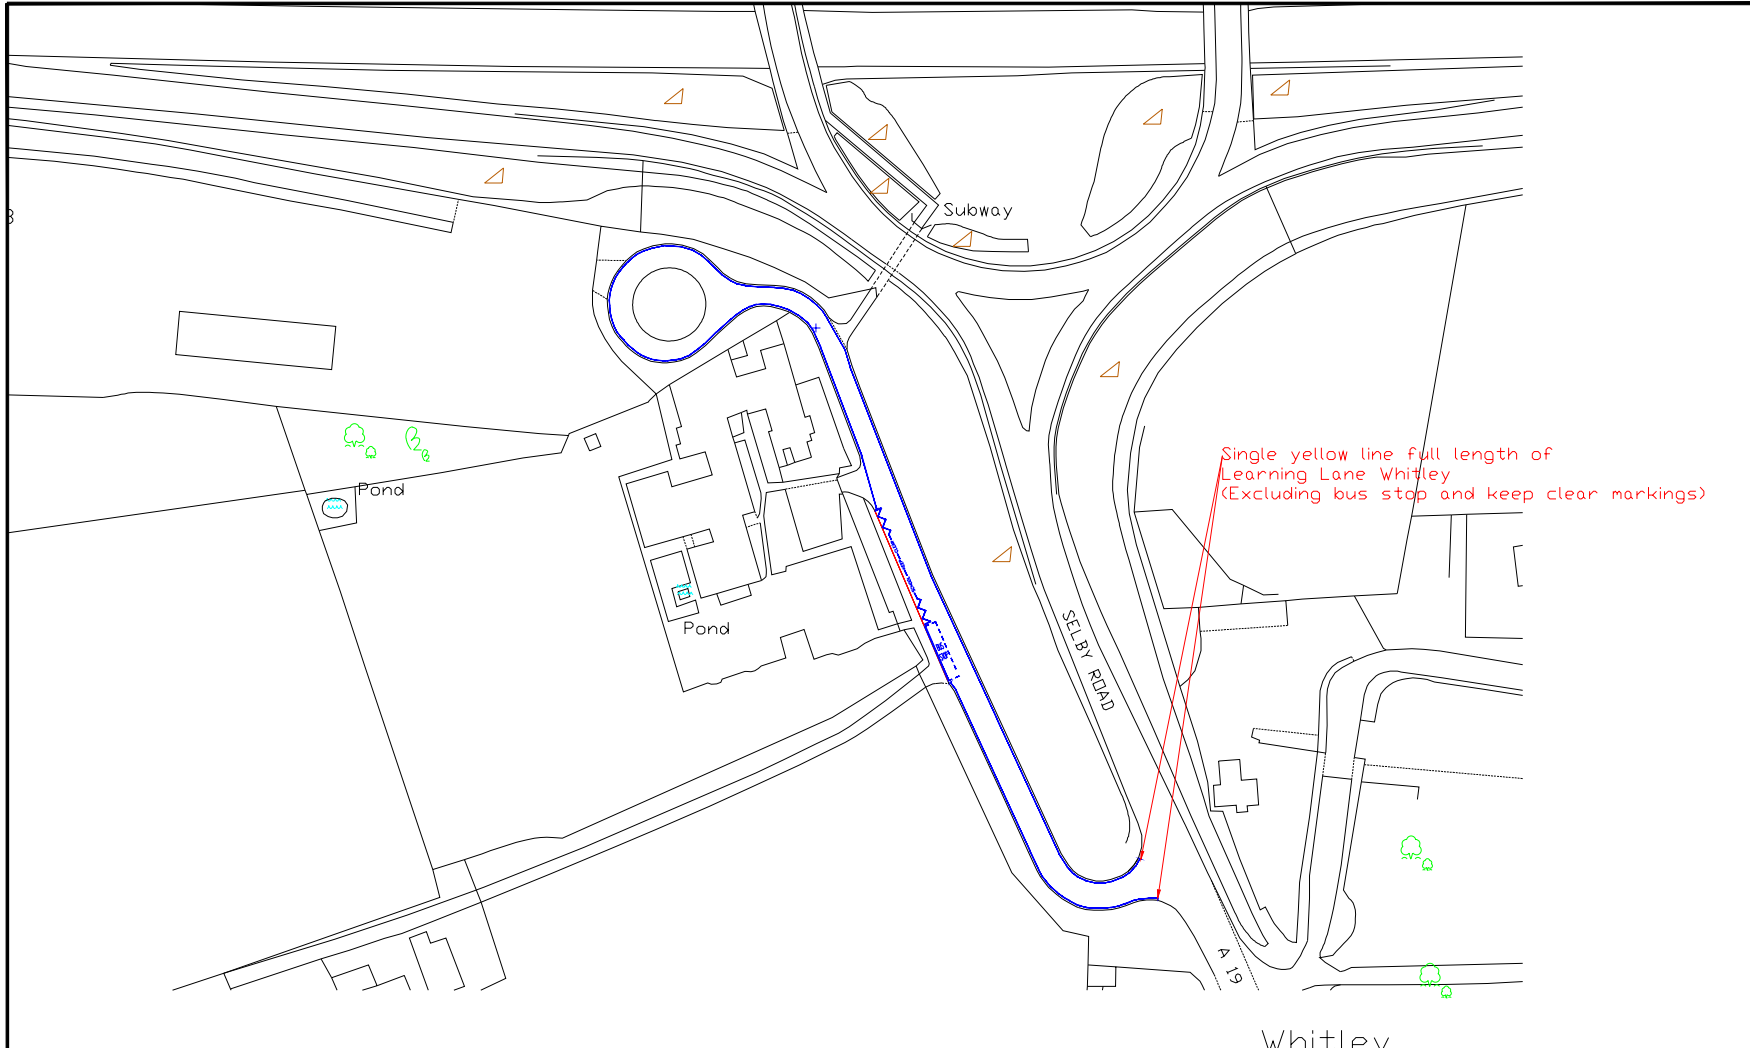 Subway
Single yellow line full length of
Learning Lane Whitley
(Excluding bus stop and keep clear markings)
Pond
Pond
SELBY ROAD
A 19
Whitley